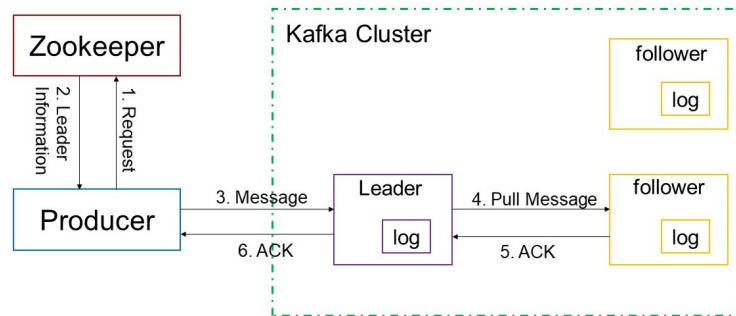 Zookeeper
Kafka Cluster
follower
log
2. Leader
Information
1. Request
Producer
3. Message
Leader
log
4. Pull Message
follower
log
6. ACK
5. ACK